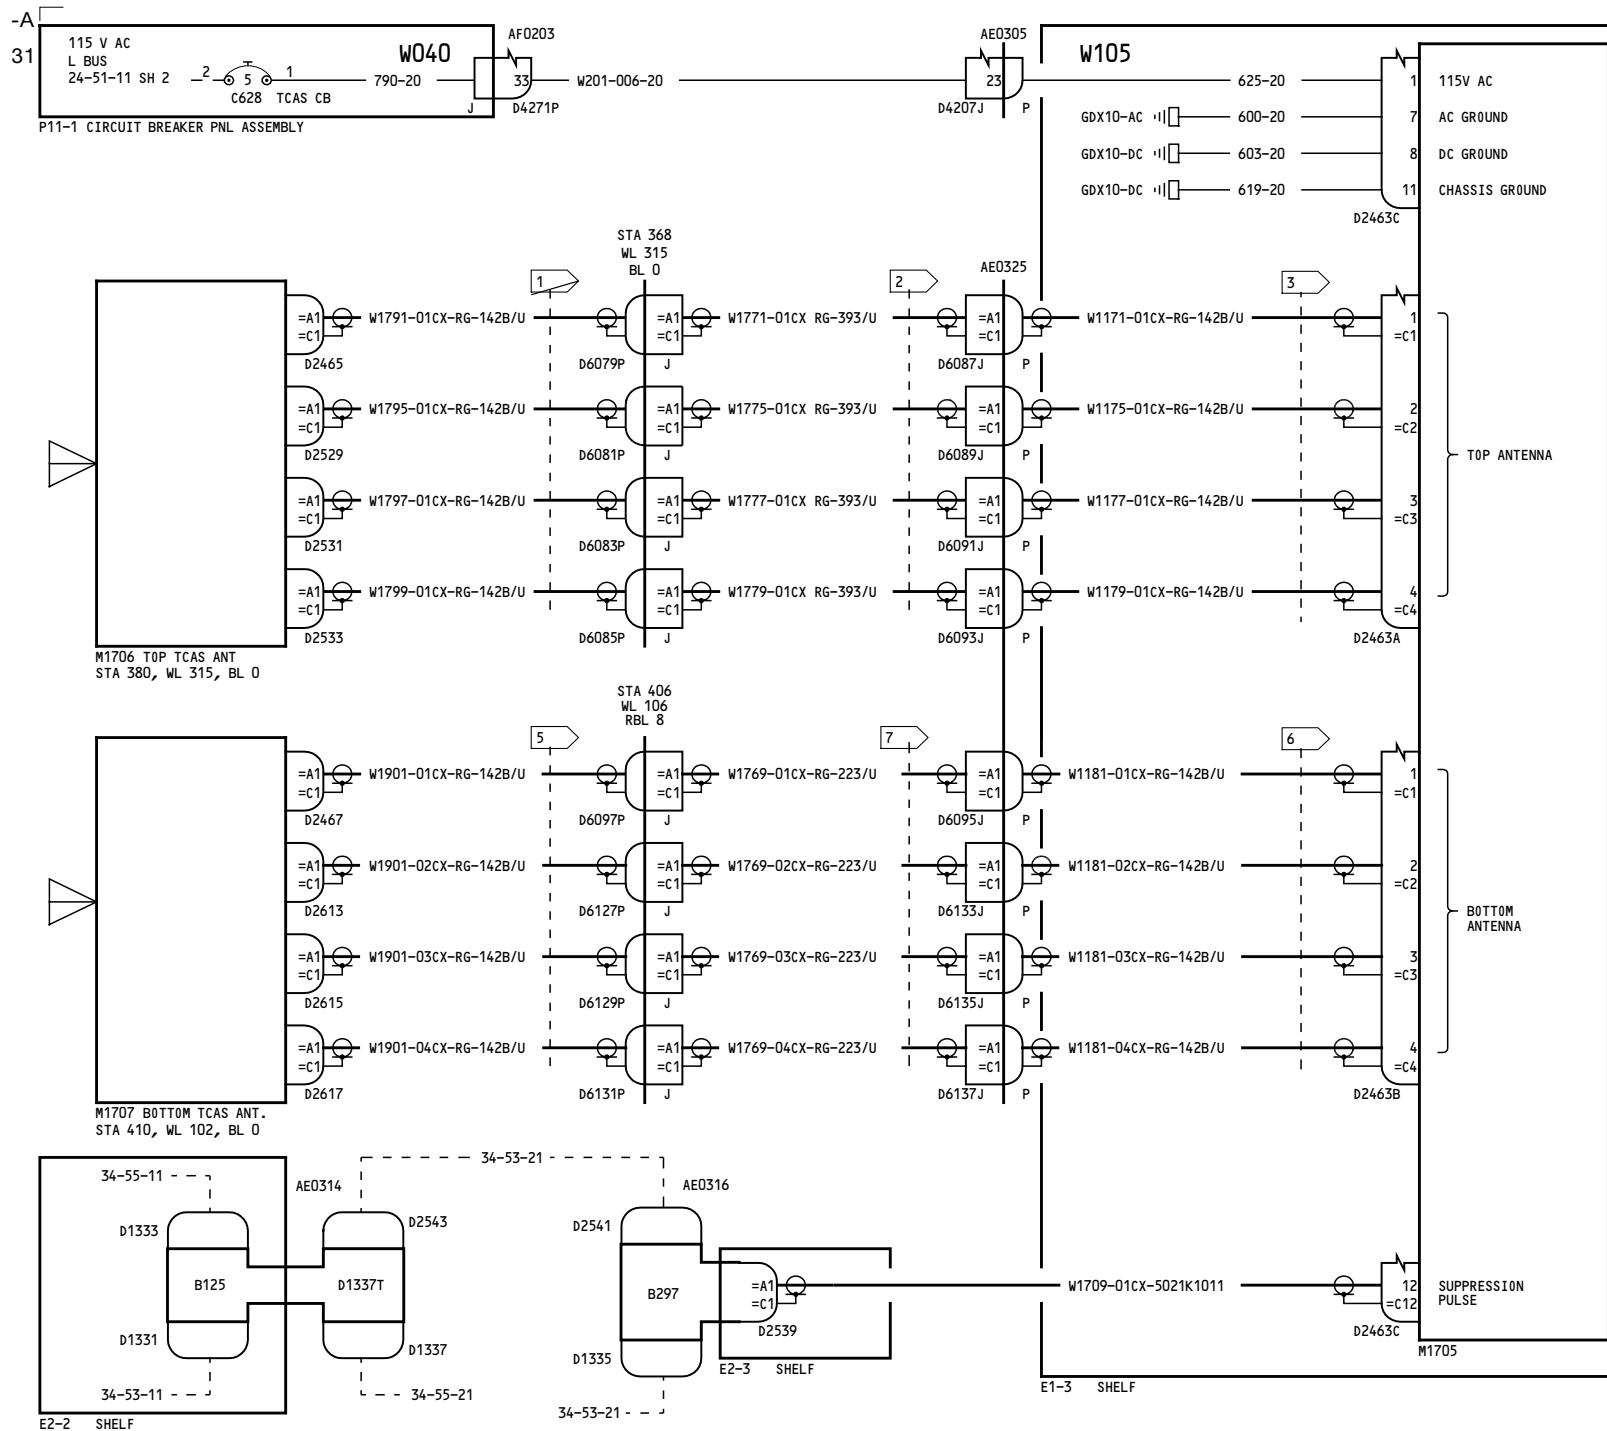 -A
31
115 V AC
L BUS
24-51-11 SH 2
2
5
1
C628 TCAS CB
W040
790-20
J
P11-1 CIRCUIT BREAKER PNL ASSEMBLY
AF0203
33
D4271P
W201-006-20
AE0305
23
D4207J
P
W105
625-20
1
115V AC
GDX10-AC
600-20
7
AC GROUND
GDX10-DC
603-20
8
DC GROUND
GDX10-DC
619-20
11
CHASSIS GROUND
D2463C
STA 368
WL 315
BL 0
1
2
AE0325
3
=A1 W1791-01CX-RG-142B/U =A1 W1771-01CX RG-393/U =A1 W1171-01CX-RG-142B/U 1
=C1 =C1 =C1 =C1
D2465 D6079P J D6087J P
=A1 W1795-01CX-RG-142B/U =A1 W1775-01CX RG-393/U =A1 W1175-01CX-RG-142B/U 2
=C1 =C1 =C1 =C2
D2529 D6081P J D6089J P
TOP ANTENNA
=A1 W1797-01CX-RG-142B/U =A1 W1777-01CX RG-393/U =A1 W1177-01CX-RG-142B/U 3
=C1 =C1 =C1 =C3
D2531 D6083P J D6091J P
=A1 W1799-01CX-RG-142B/U =A1 W1779-01CX RG-393/U =A1 W1179-01CX-RG-142B/U 4
=C1 =C1 =C1 =C4
D2533 D6085P J D6093J P D2463A
M1706 TOP TCAS ANT
STA 380, WL 315, BL 0
STA 406
WL 106
RBL 8
5
7
6
=A1 W1901-01CX-RG-142B/U =A1 W1769-01CX-RG-223/U =A1 W1181-01CX-RG-142B/U 1
=C1 =C1 =C1 =C1
D2467 D6097P J D6095J P
=A1 W1901-02CX-RG-142B/U =A1 W1769-02CX-RG-223/U =A1 W1181-02CX-RG-142B/U 2
=C1 =C1 =C1 =C2
D2613 D6127P J D6133J P
BOTTOM
ANTENNA
=A1 W1901-03CX-RG-142B/U =A1 W1769-03CX-RG-223/U =A1 W1181-03CX-RG-142B/U 3
=C1 =C1 =C1 =C3
D2615 D6129P J D6135J P
=A1 W1901-04CX-RG-142B/U =A1 W1769-04CX-RG-223/U =A1 W1181-04CX-RG-142B/U 4
=C1 =C1 =C1 =C4
D2617 D6131P J D6137J P D2463B
M1707 BOTTOM TCAS ANT.
STA 410, WL 102, BL 0
34-55-11
AE0314
34-53-21
AE0316
D1333
D2543
D2541
B125
D1337T
B297
=A1
=C1
D2539
W1709-01CX-5021K1011
12
=C12
SUPPRESSION
PULSE
D2463C
D1331
D1337
D1335
E2-3 SHELF
M1705
34-53-11
34-55-21
34-53-21
E1-3 SHELF
E2-2 SHELF